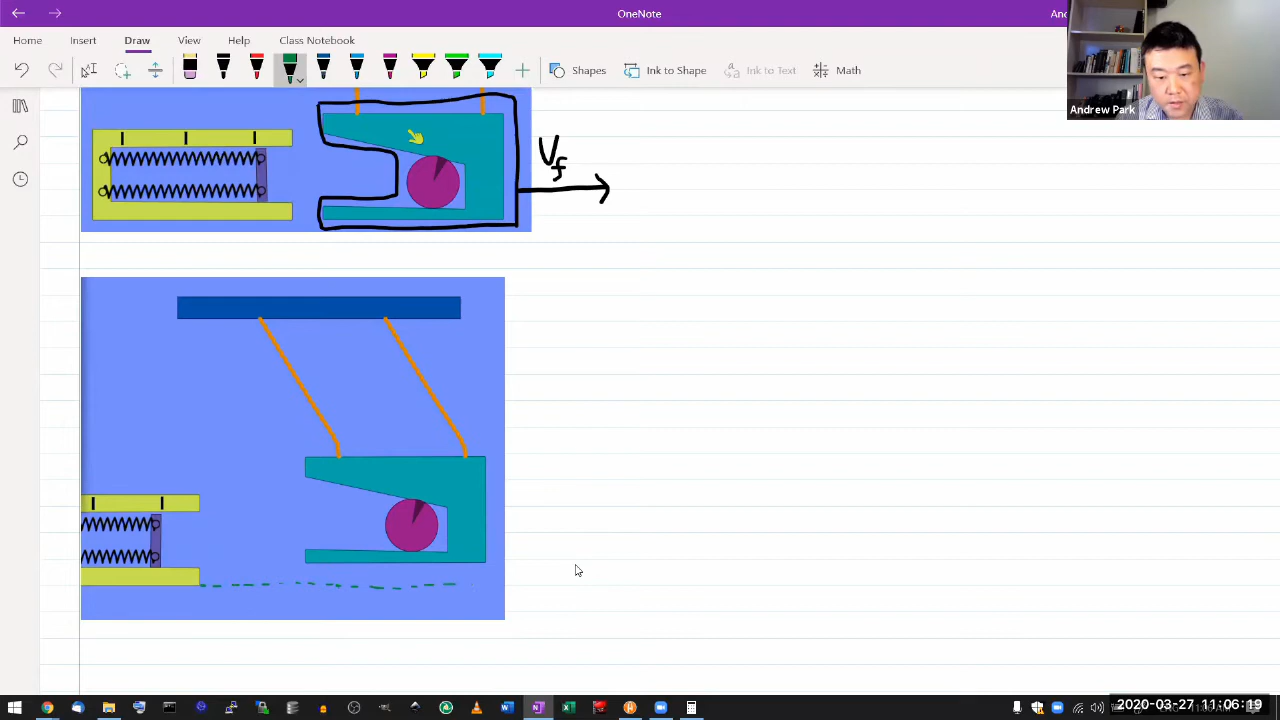 OneNote
And
Home Insert Draw View Help Class Notebook
Shapes Ink to Shape Ink to Text Math
Andrew Park
Vf
2020-03-27 11:06:19